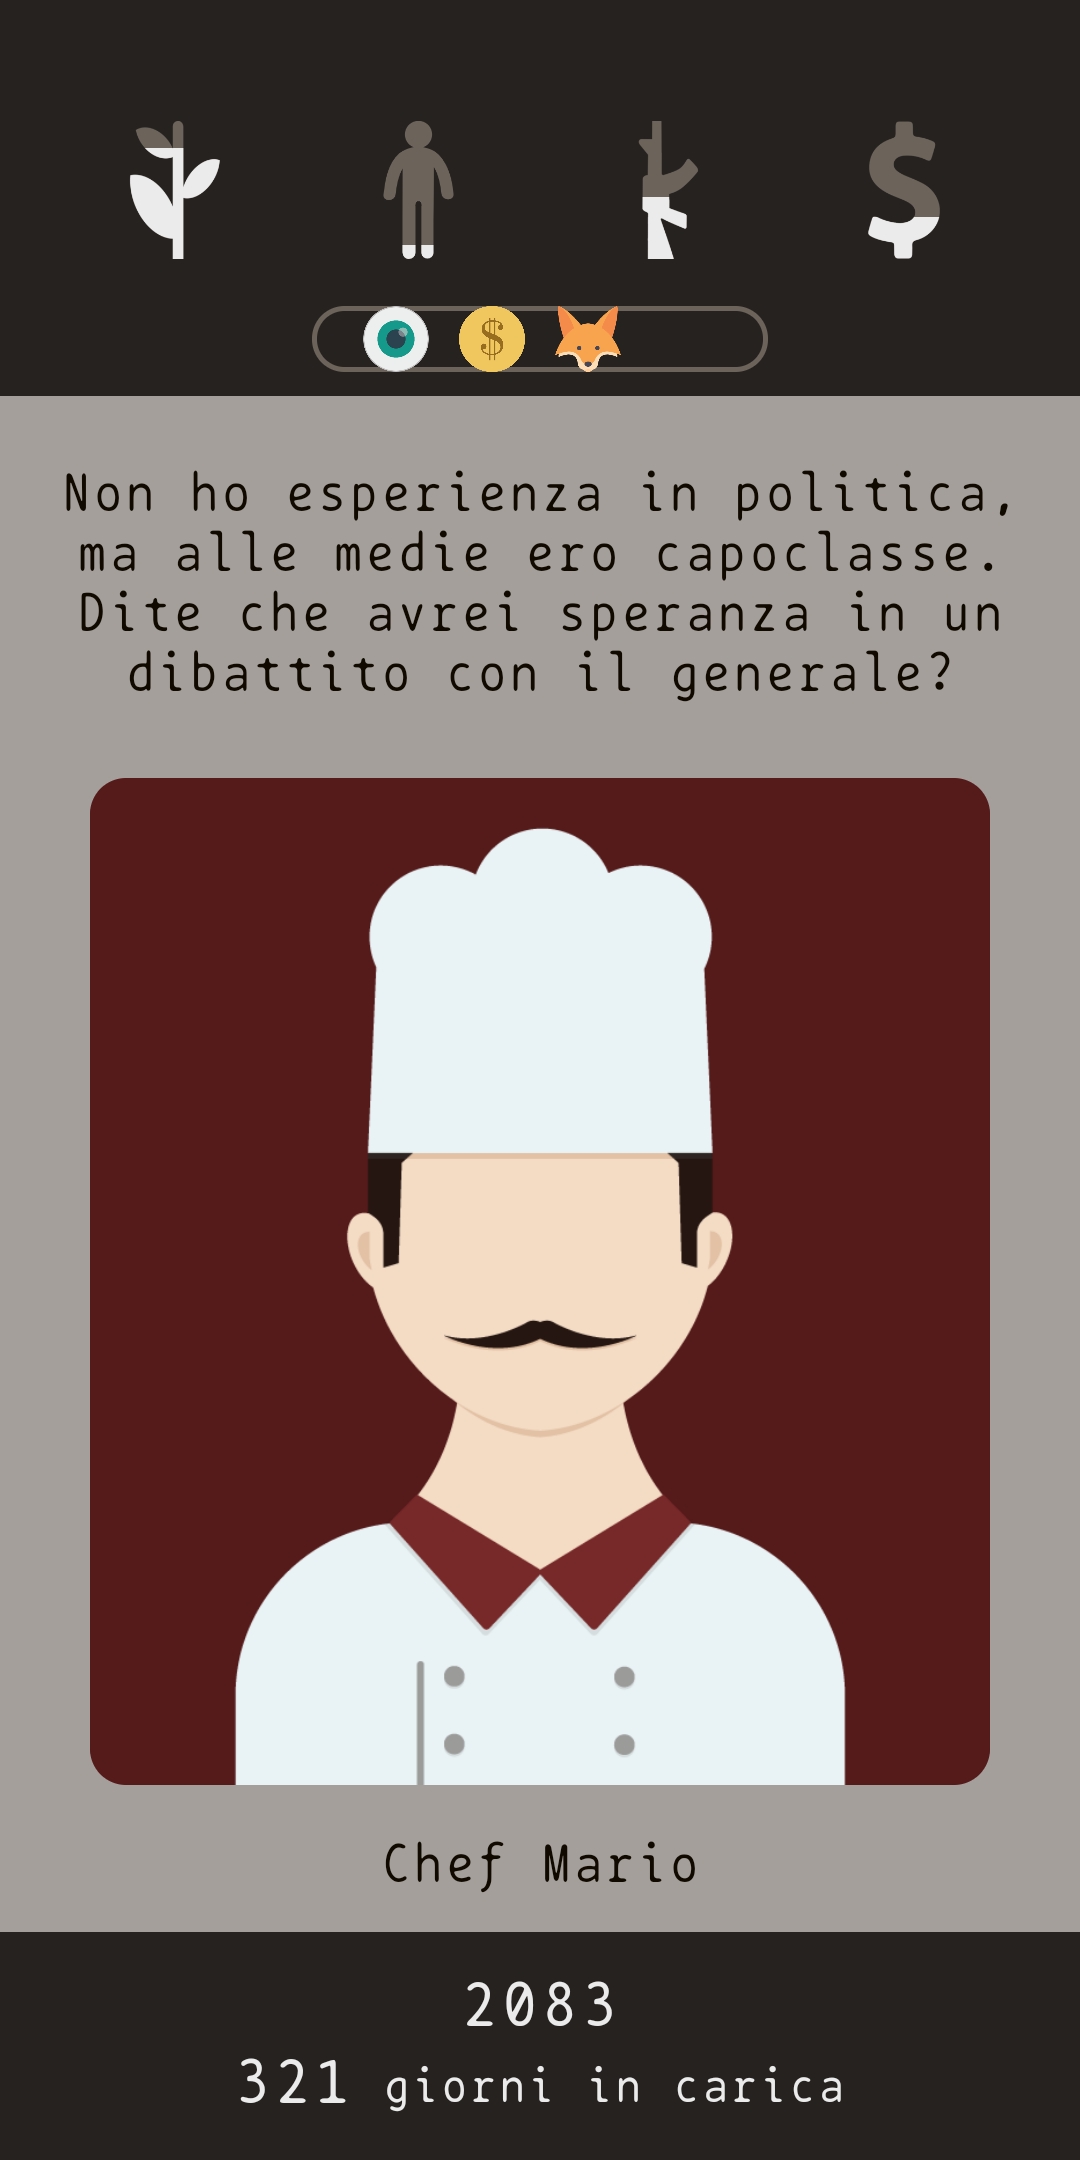 Non ho esperienza in politica,
ma alle medie ero capoclasse.
Dite che avrei speranza in un
dibattito con il generale?
Chef Mario
2083
321 giorni in carica